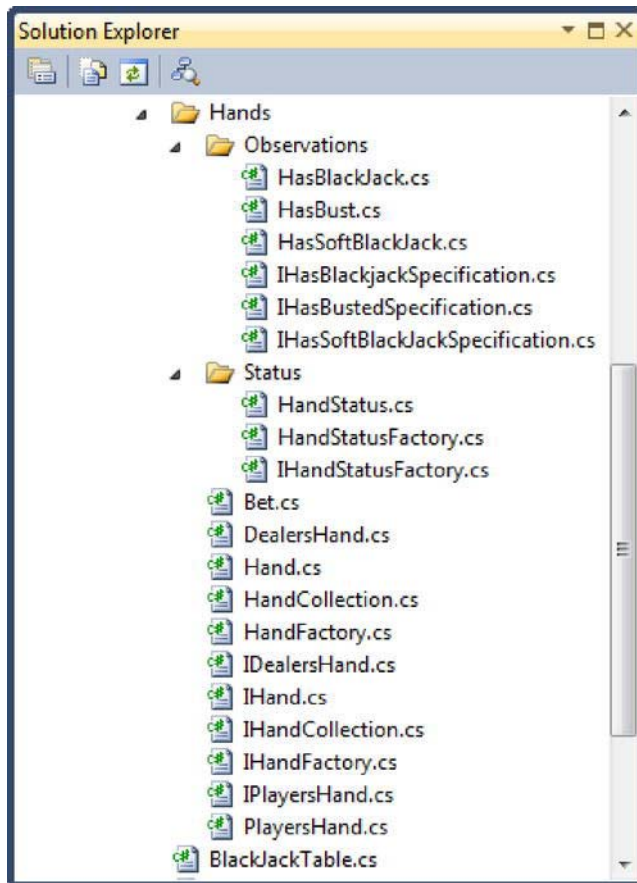 Solution Explorer
Hands
Observations
HasBlackJack.cs
HasBust.cs
HasSoftBlackJack.cs
IHasBlackjackSpecification.cs
IHasBustedSpecification.cs
IHasSoftBlackJackSpecification.cs
Status
HandStatus.cs
HandStatusFactory.cs
IHandStatusFactory.cs
Bet.cs
DealersHand.cs
Hand.cs
HandCollection.cs
HandFactory.cs
IDealersHand.cs
IHand.cs
IHandCollection.cs
IHandFactory.cs
IPlayersHand.cs
PlayersHand.cs
BlackJackTable.cs